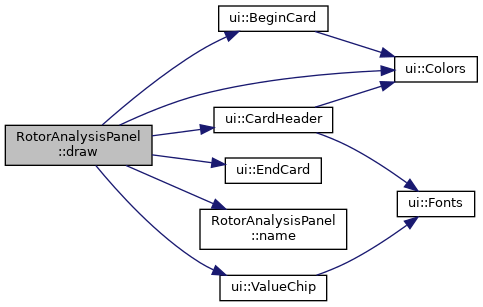 RotorAnalysisPanel
::draw
ui::BeginCard
ui::Colors
ui::CardHeader
ui::EndCard
ui::Fonts
RotorAnalysisPanel
::name
ui::ValueChip